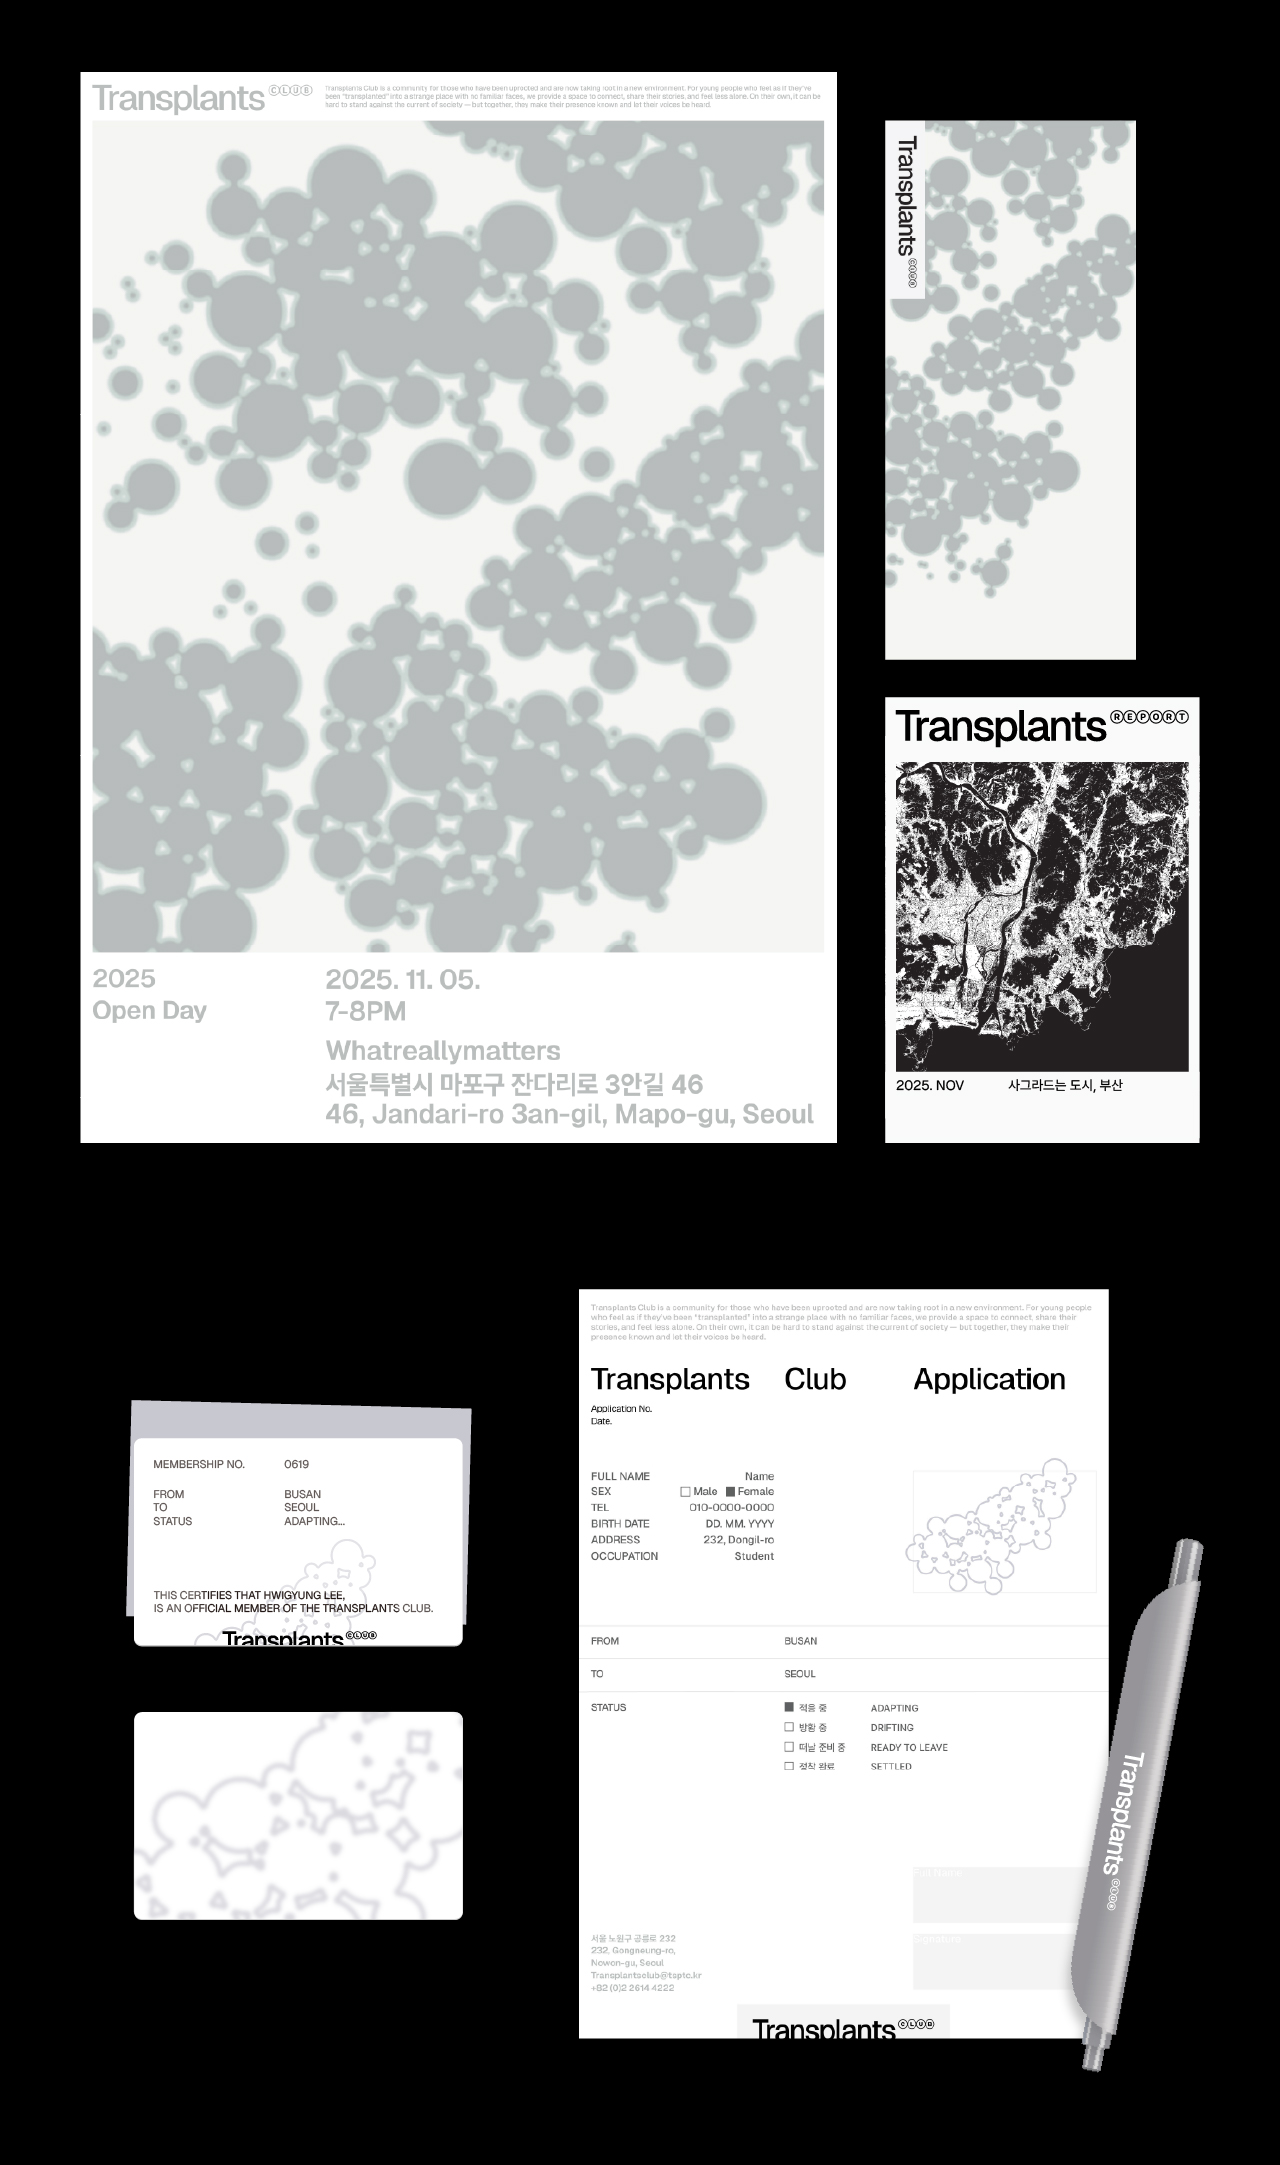 Transplants CLUB
Transplants Club is a community for those who have been uprooted and are now taking root in a new environment. For young people who feel as if they've
been "transplanted" into a strange place with no familiar faces, we provide a space to connect, share their stories, and feel less alone. On their own, it can be
hard to stand against the current of society — but together, they make their presence known and let their voices be heard.
2025
Open Day
2025. 11. 05.
7-8PM
Whatreallymatters
서울특별시 마포구 잔다리로 3안길 46
46, Jandari-ro 3an-gil, Mapo-gu, Seoul
Transplants CLUB
Transplants REPORT
2025. NOV 사그라드는 도시, 부산
MEMBERSHIP NO. 0619
FROM BUSAN
TO SEOUL
STATUS ADAPTING...
THIS CERTIFIES THAT HWIGYUNG LEE,
IS AN OFFICIAL MEMBER OF THE TRANSPLANTS CLUB.
Transplants CLUB
Transplants Club is a community for those who have been uprooted and are now taking root in a new environment. For young people
who feel as if they've been "transplanted" into a strange place with no familiar faces, we provide a space to connect, share their
stories, and feel less alone. On their own, it can be hard to stand against the current of society — but together, they make their
presence known and let their voices be heard.
Transplants Club Application
Application No.
Date.
FULL NAME Name
SEX Male Female
TEL 010-0000-0000
BIRTH DATE DD. MM. YYYY
ADDRESS 232, Dongil-ro
OCCUPATION Student
FROM BUSAN
TO SEOUL
STATUS 적응 중 ADAPTING
방황 중 DRIFTING
떠날 준비 중 READY TO LEAVE
정착 완료 SETTLED
Full Name
Signature
서울 노원구 공릉로 232
232, Gongneung-ro,
Nowon-gu, Seoul
Transplantsclub@tsptc.kr
+82 (0)2 2614 4222
Transplants CLUB
Transplants CLUB